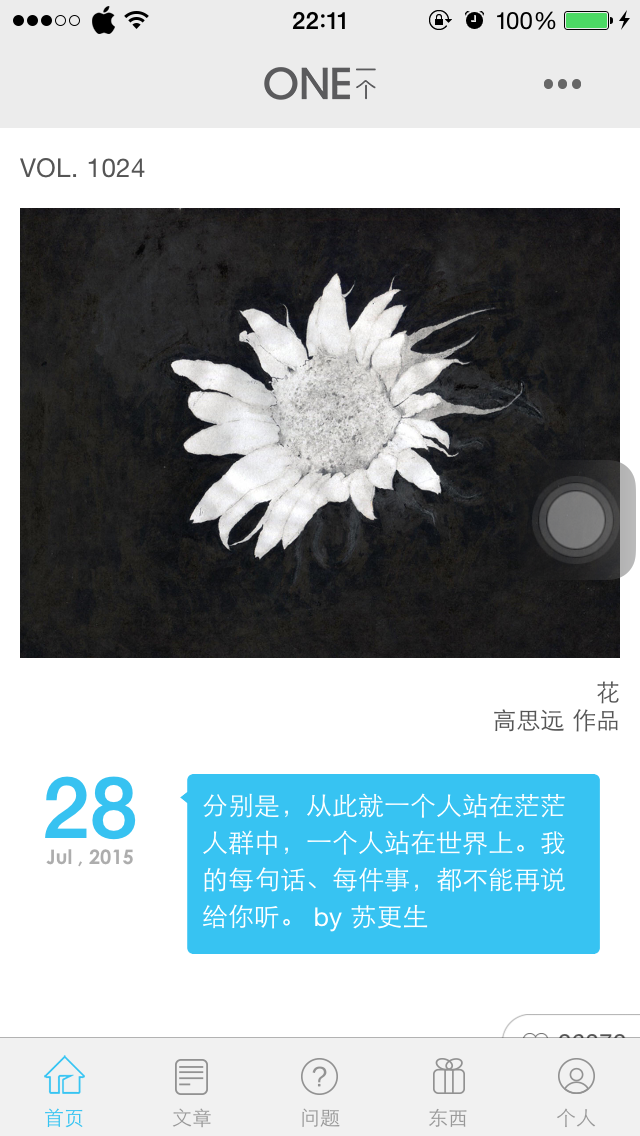 22:11
100%
ONE一个
VOL. 1024
花
高思远 作品
28
Jul , 2015
分别是，从此就一个人站在茫茫
人群中，一个人站在世界上。我
的每句话、每件事，都不能再说
给你听。 by 苏更生
首页 文章 问题 东西 个人